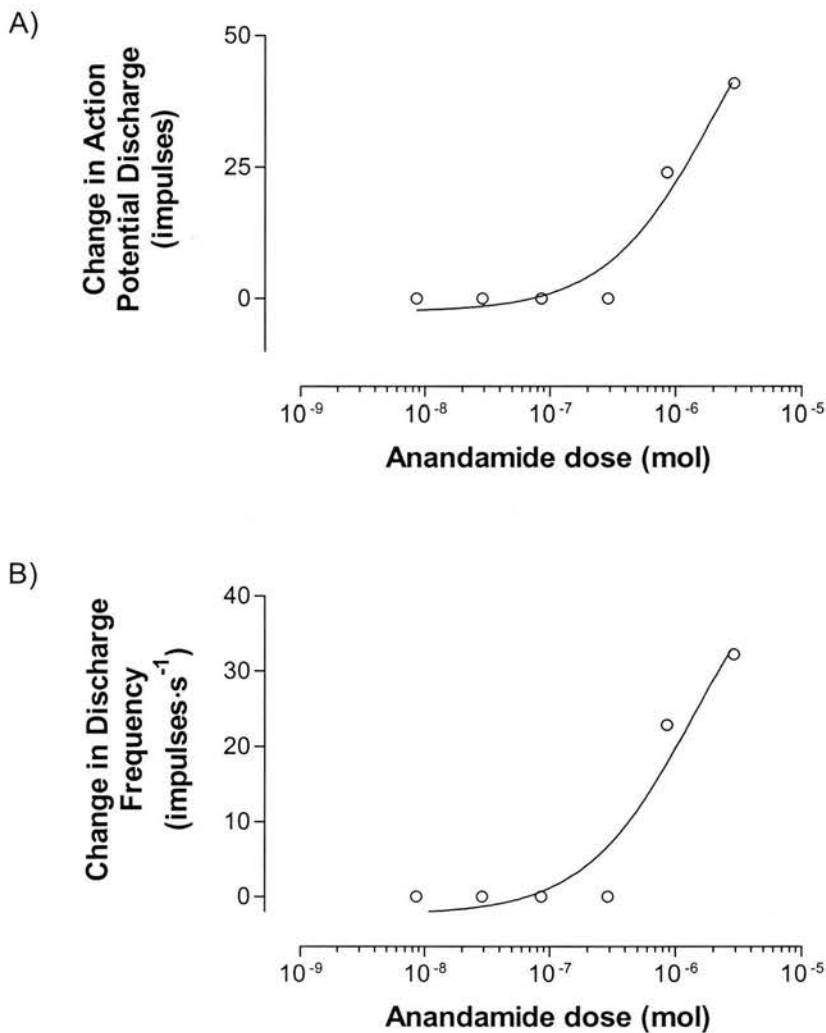 A)
Change in Action
Potential Discharge
(impulses)
50
25
0
10⁻⁹ 10⁻⁸ 10⁻⁷ 10⁻⁶ 10⁻⁵
Anandamide dose (mol)
B)
Change in Discharge
Frequency
(impulses·s⁻¹)
40
30
20
10
0
10⁻⁹ 10⁻⁸ 10⁻⁷ 10⁻⁶ 10⁻⁵
Anandamide dose (mol)